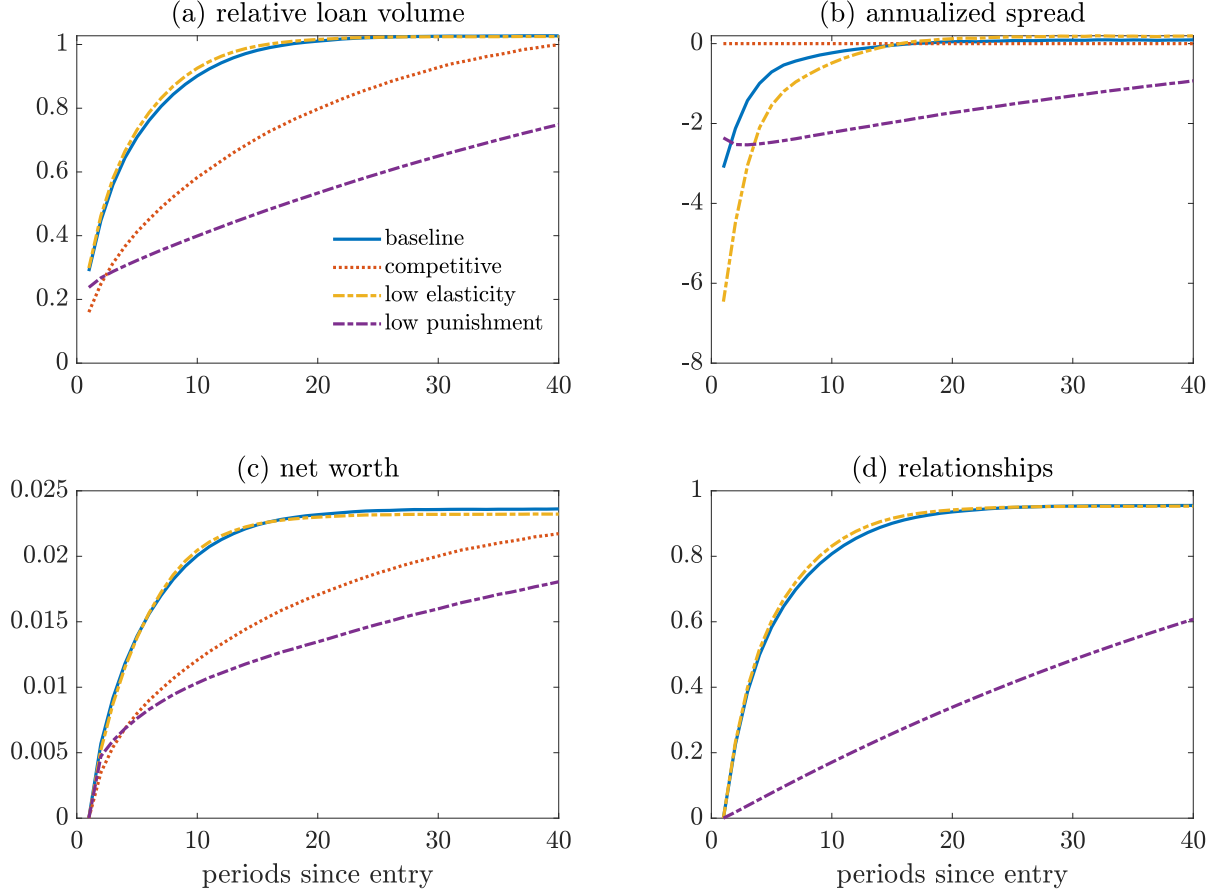 (a) relative loan volume
1
0.8
0.6
0.4
0.2
0
baseline
competitive
low elasticity
low punishment
0 10 20 30 40
(b) annualized spread
0
-2
-4
-6
-8
0 10 20 30 40
(c) net worth
0.025
0.02
0.015
0.01
0.005
0
0 10 20 30 40
periods since entry
(d) relationships
1
0.8
0.6
0.4
0.2
0
0 10 20 30 40
periods since entry